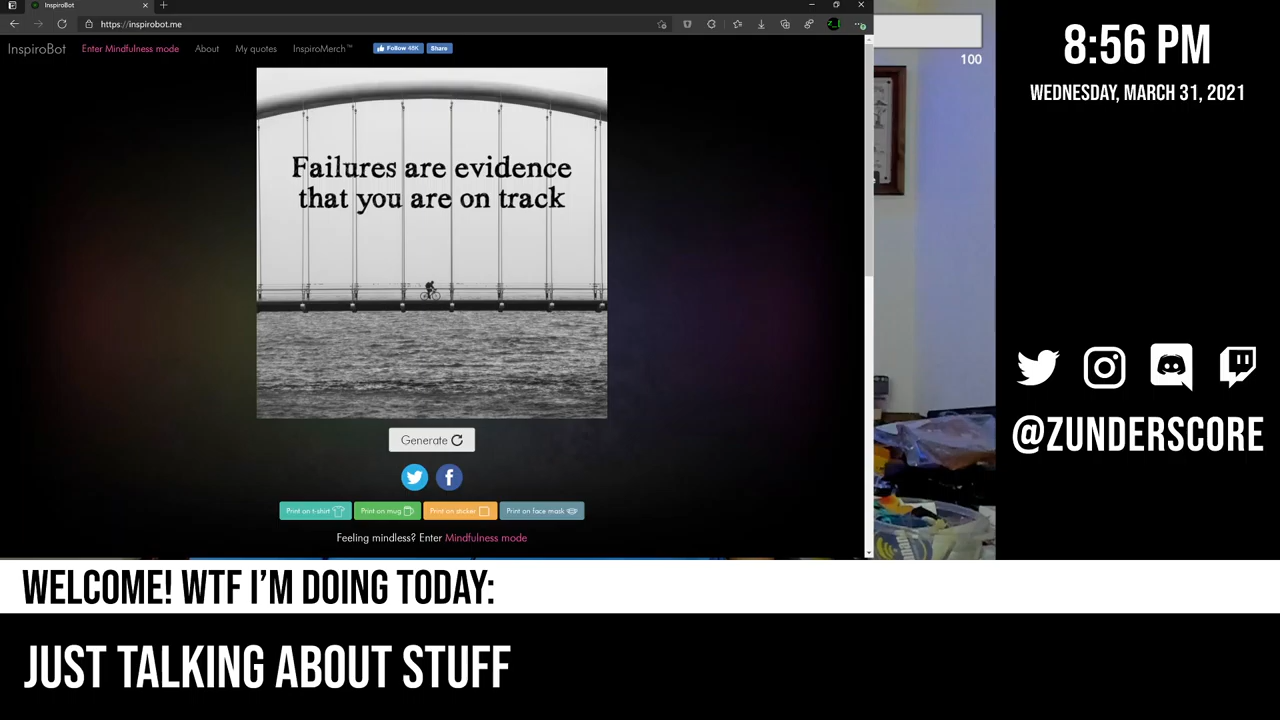 InspiroBot
https://inspirobot.me
InspiroBot
Enter Mindfulness mode
About
My quotes
InspiroMerch™
Follow 45K
Share
Failures are evidence
that you are on track
Generate
Print on t-shirt
Print on mug
Print on sticker
Print on face mask
Feeling mindless? Enter Mindfulness mode
100
8:56 PM
WEDNESDAY, MARCH 31, 2021
@ZUNDERSCORE
WELCOME! WTF I'M DOING TODAY:
JUST TALKING ABOUT STUFF